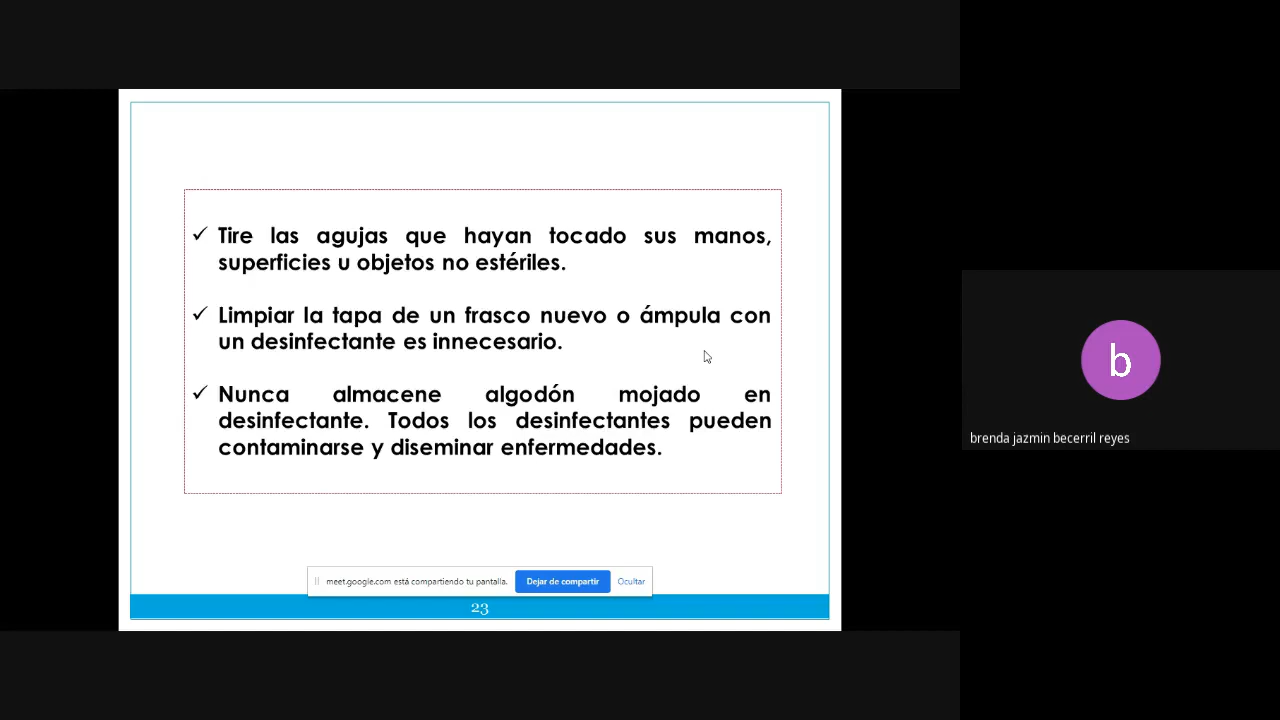 ✓ Tire las agujas que hayan tocado sus manos,
superficies u objetos no estériles.
✓ Limpiar la tapa de un frasco nuevo o ámpula con
un desinfectante es innecesario.
✓ Nunca almacene algodón mojado en
desinfectante. Todos los desinfectantes pueden
contaminarse y diseminar enfermedades.
meet.google.com está compartiendo tu pantalla. Dejar de compartir Ocultar
23
b
brenda jazmin becerril reyes